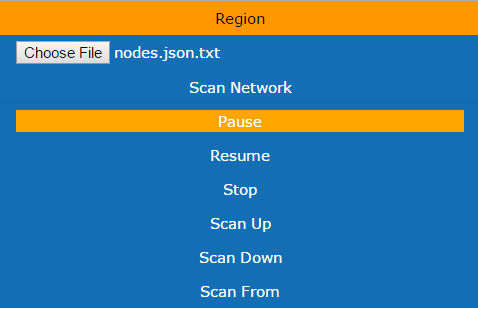 Region
Choose File nodes.json.txt
Scan Network
Pause
Resume
Stop
Scan Up
Scan Down
Scan From